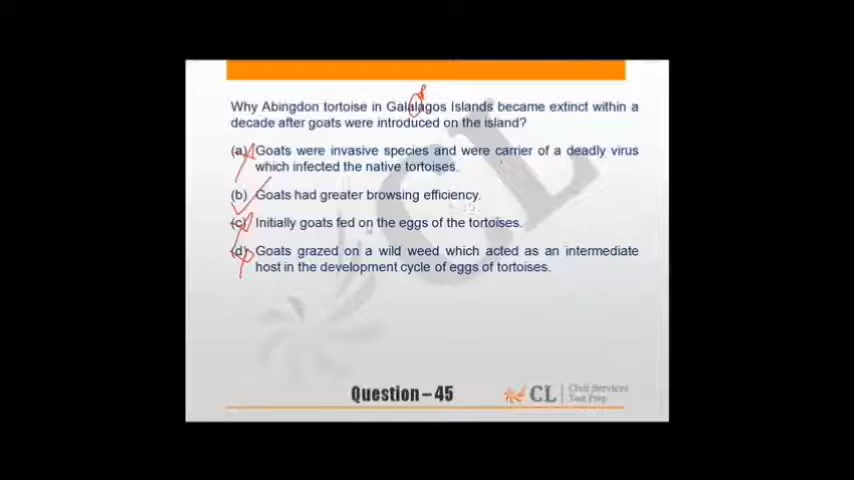 Why Abingdon tortoise in Galalagos Islands became extinct within a
decade after goats were introduced on the island?
(a) Goats were invasive species and were carrier of a deadly virus
which infected the native tortoises.
(b) Goats had greater browsing efficiency.
(c) Initially goats fed on the eggs of the tortoises.
(d) Goats grazed on a wild weed which acted as an intermediate
host in the development cycle of eggs of tortoises.
CL
Question – 45
CL Civil Services
Test Prep